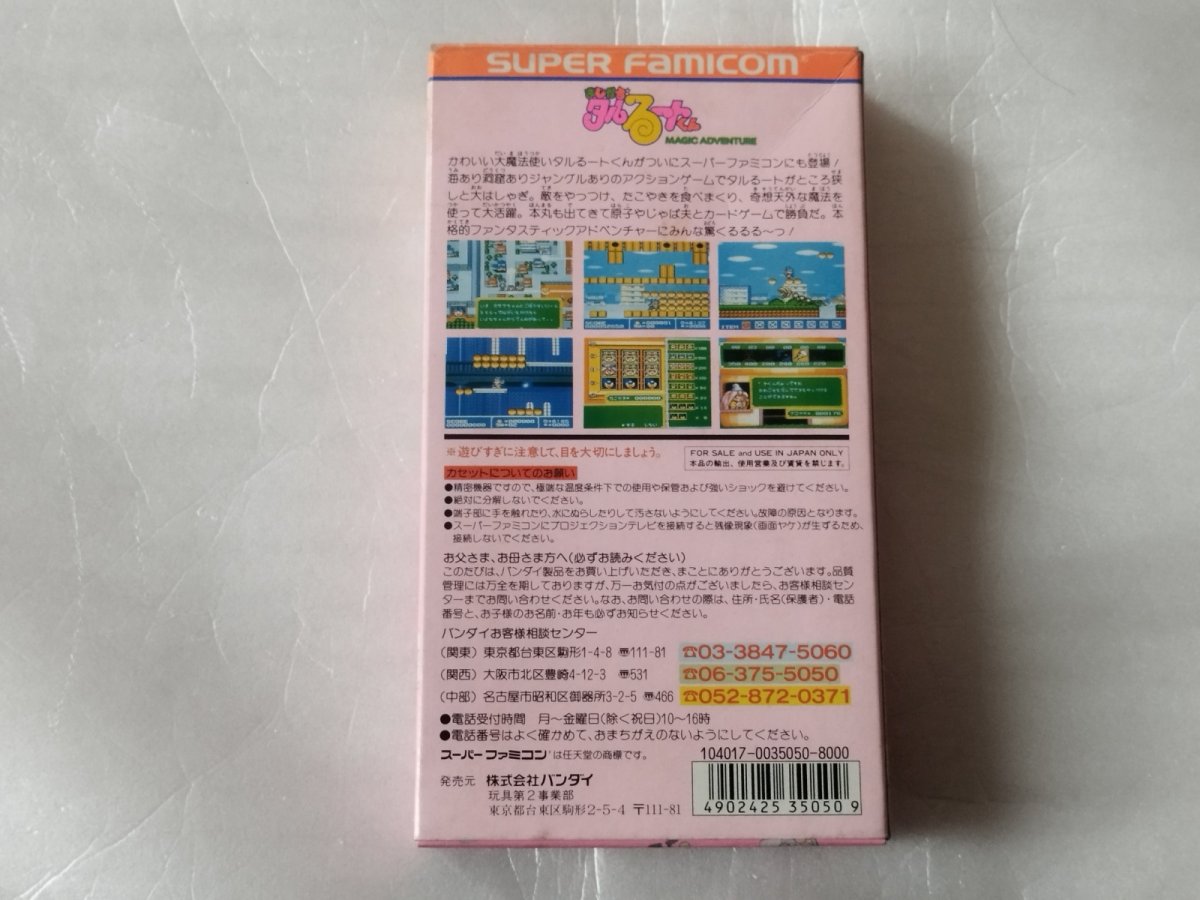 SUPER FAMICOM
まじかる
タルるートくん
MAGIC ADVENTURE
かわいい大魔法使いタルるートくんがついにスーパーファミコンにも登場!
海あり洞窟ありジャングルありのアクションゲームでタルるートがところ狭
しと大はしゃぎ。敵をやっつけ、たこやきを食べまくり、奇想天外な魔法を
使って大活躍。本丸も出てきて原子やじゃば夫とカードゲームで勝負だ。本
格的ファンタスティックアドベンチャーにみんな驚くるるる〜っ!
SCORE
ITEM
SCORE
※遊びすぎに注意して、目を大切にしましょう。
FOR SALE and USE IN JAPAN ONLY
本品の輸出、使用営業及び賃貸を禁じます。
カセットについてのお願い
●精密機器ですので、極端な温度条件下での使用や保管および強いショックを避けてください。
●絶対に分解しないでください。
●端子部に手を触れたり、水にぬらしたりして汚さないようにしてください。故障の原因となります。
●スーパーファミコンにプロジェクションテレビを接続すると残像現象(画面ヤケ)が生ずるため、
接続しないでください。
お父さま、お母さま方へ(必ずお読みください)
このたびは、バンダイ製品をお買い上げいただき、まことにありがとうございます。品質
管理には万全を期しておりますが、万一お気付の点がございましたら、お客様相談セン
ターまでお問い合わせください。なお、お問い合わせの際は、住所・氏名(保護者)・電話
番号と、お子様のお名前・お年も必ずお知らせください。
バンダイお客様相談センター
(関東) 東京都台東区駒形1-4-8 〠111-81 ☎03-3847-5060
(関西) 大阪市北区豊崎4-12-3 〠531 ☎06-375-5050
(中部) 名古屋市昭和区御器所3-2-5 〠466 ☎052-872-0371
●電話受付時間 月〜金曜日(除く祝日)10〜16時
●電話番号はよく確かめて、おまちがえのないようにしてください。
スーパーファミコンは任天堂の商標です。
104017-0035050-8000
発売元 株式会社バンダイ
玩具第2事業部
東京都台東区駒形2-5-4 〒111-81
4902425350509